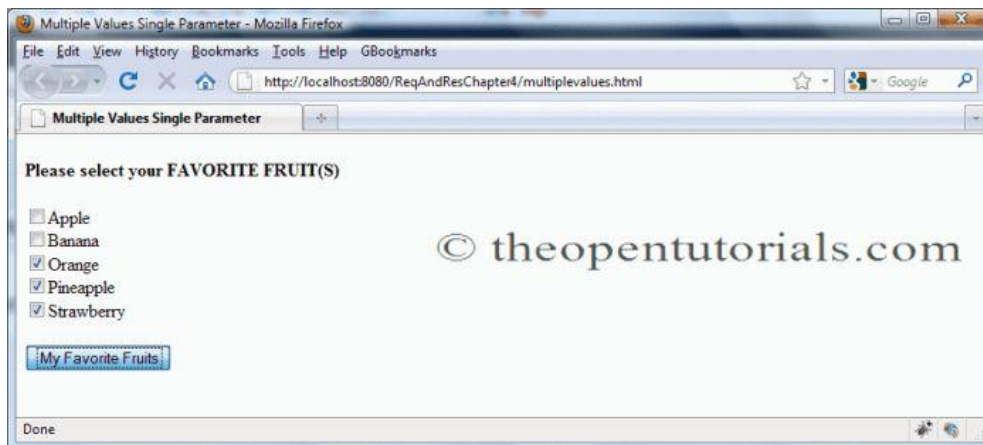 Multiple Values Single Parameter - Mozilla Firefox
File Edit View History Bookmarks Tools Help GBookmarks
http://localhost:8080/ReqAndResChapter4/multiplevalues.html
Google
Multiple Values Single Parameter
Please select your FAVORITE FRUIT(S)
Apple
Banana
Orange
Pineapple
Strawberry
© theopentutorials.com
My Favorite Fruits
Done